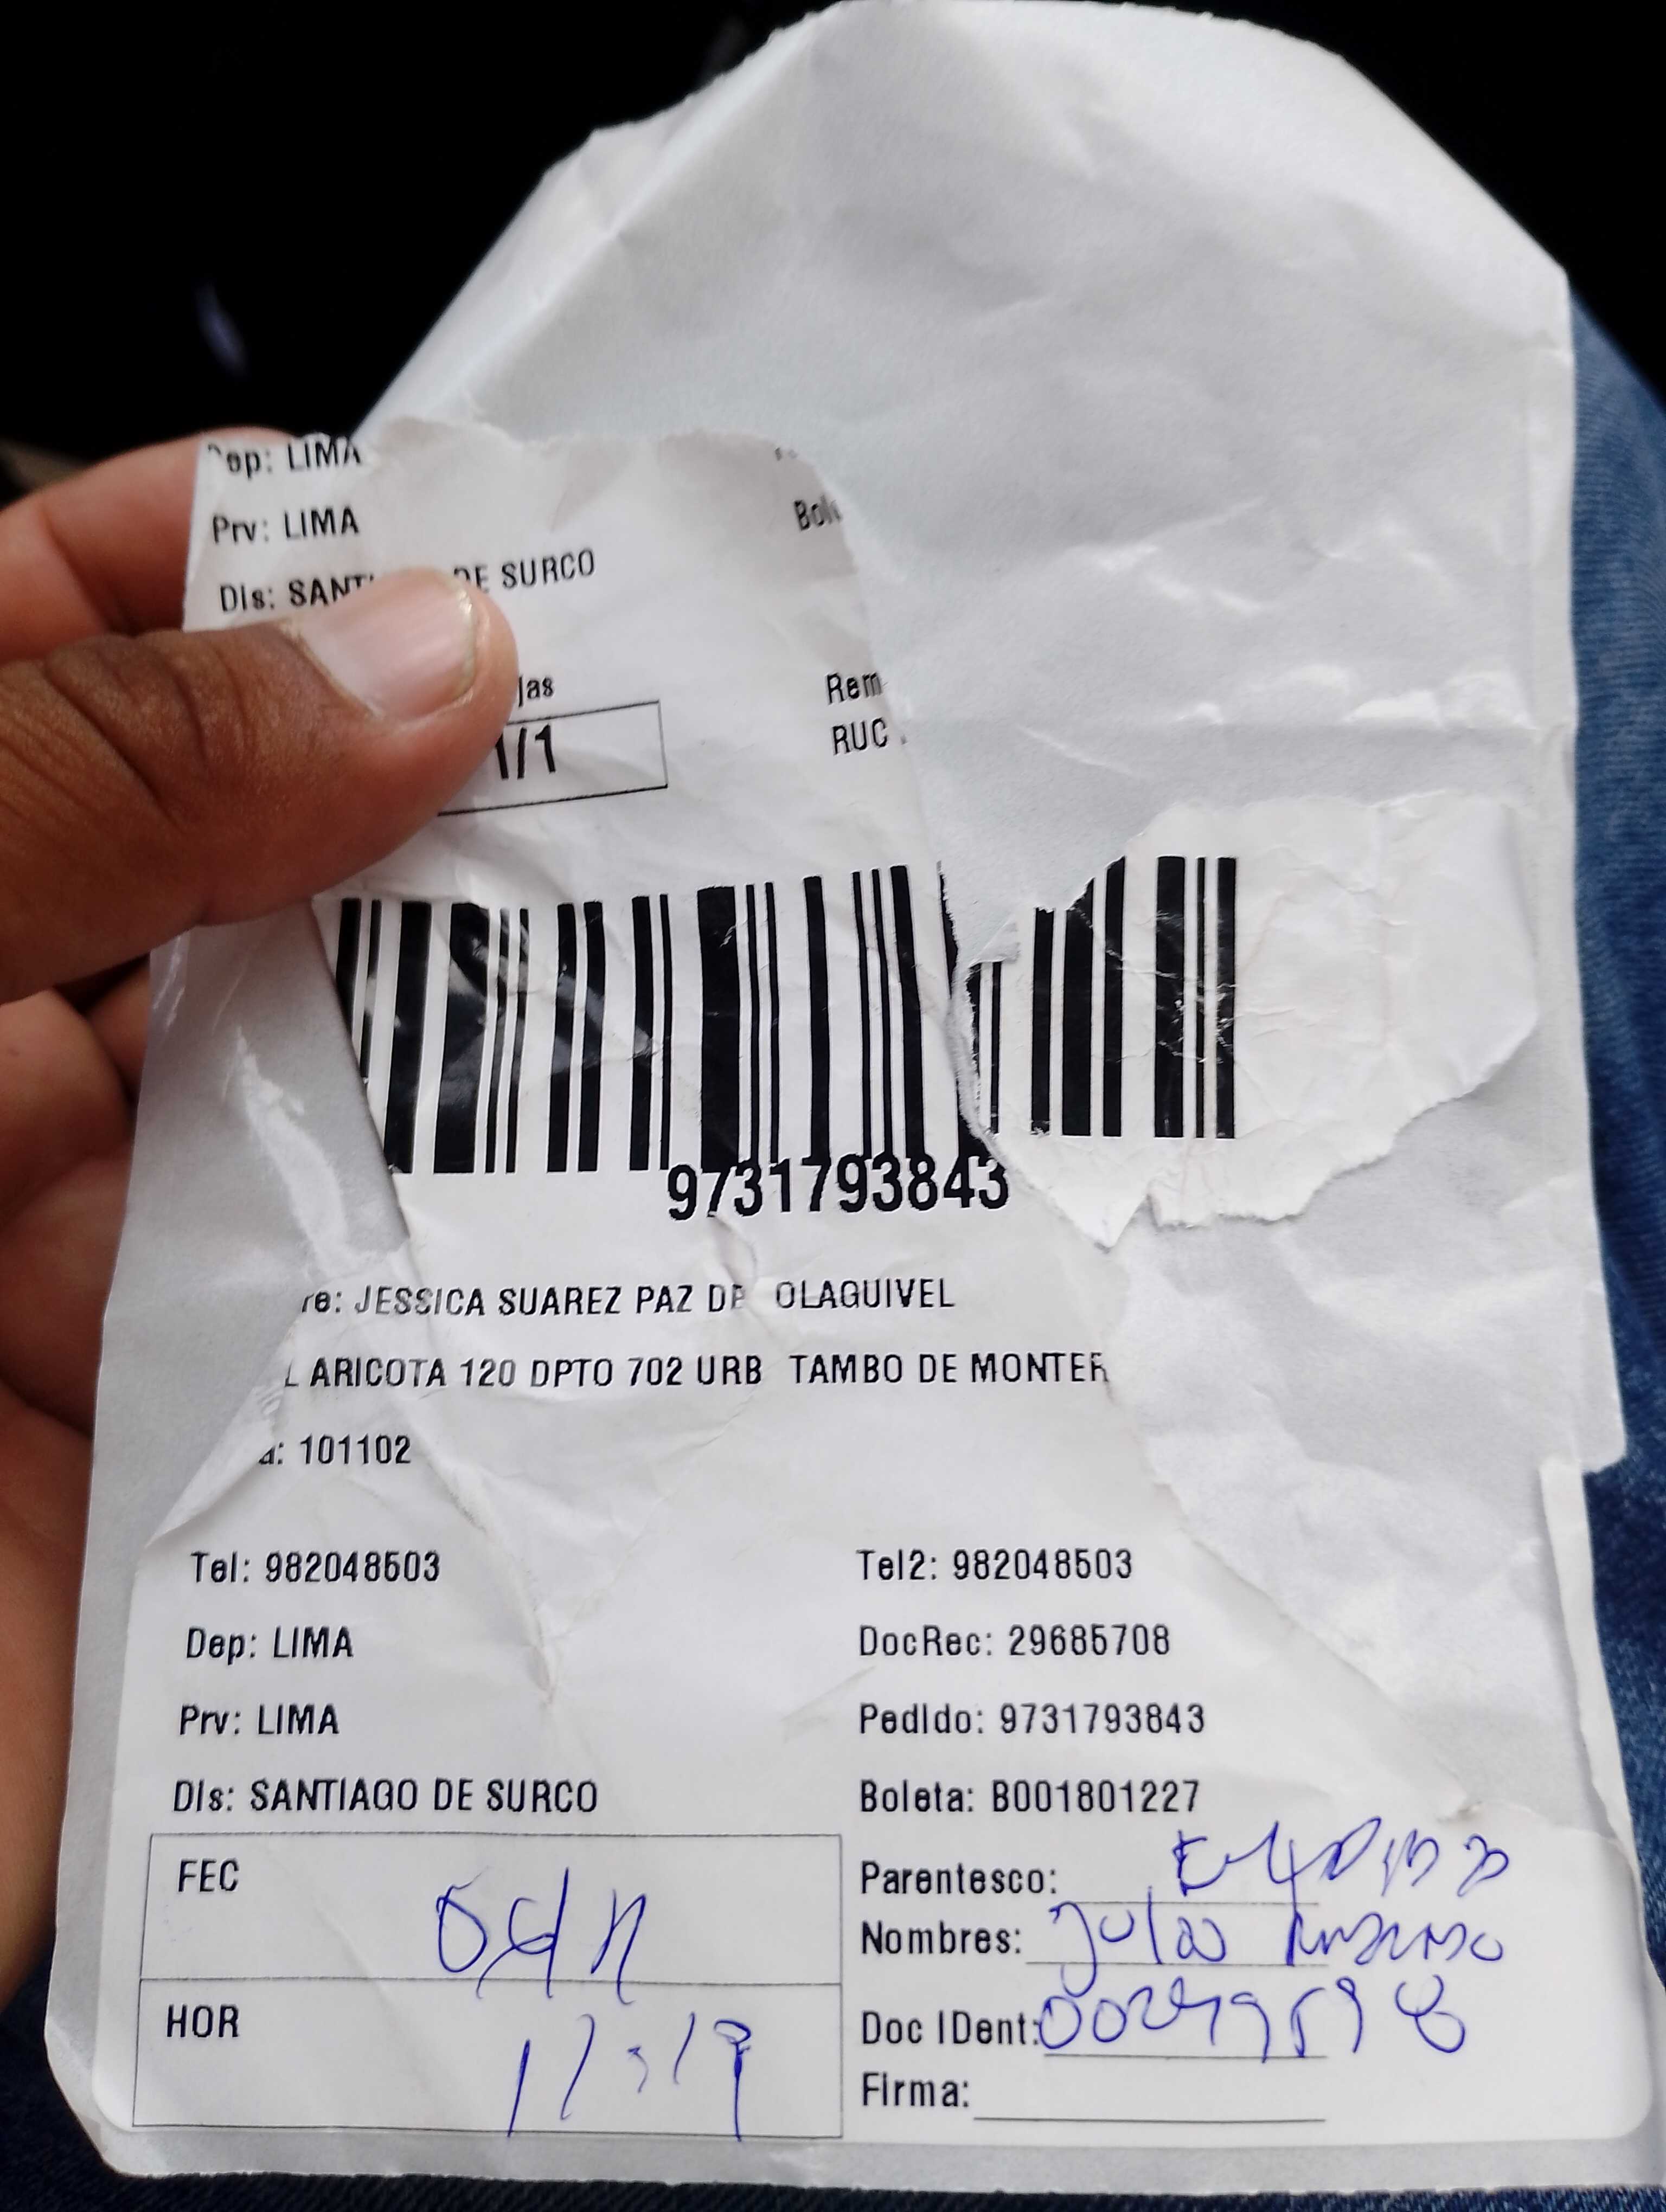 Dep: LIMA
Prv: LIMA
Dis: SANTI DE SURCO
jas
Rem
RUC
1/1
9731793843
re: JESSICA SUAREZ PAZ DE OLAGUIVEL
L ARICOTA 120 DPTO 702 URB TAMBO DE MONTER
a: 101102
Tel: 982048503 Tel2: 982048503
Dep: LIMA DocRec: 29685708
Prv: LIMA Pedido: 9731793843
Dis: SANTIAGO DE SURCO Boleta: B001801227
FEC Parentesco:
Nombres: Julio
HOR Doc IDent:
Firma: